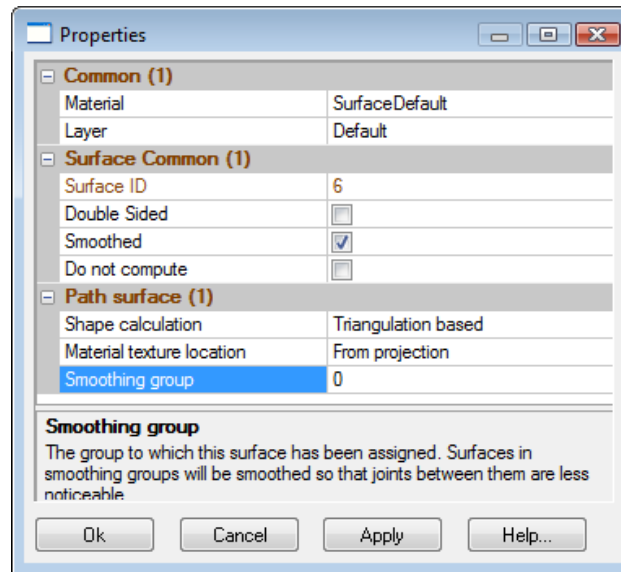 Properties
Common (1)
Material SurfaceDefault
Layer Default
Surface Common (1)
Surface ID 6
Double Sided
Smoothed
Do not compute
Path surface (1)
Shape calculation Triangulation based
Material texture location From projection
Smoothing group 0
Smoothing group
The group to which this surface has been assigned. Surfaces in
smoothing groups will be smoothed so that joints between them are less
noticeable
Ok Cancel Apply Help...